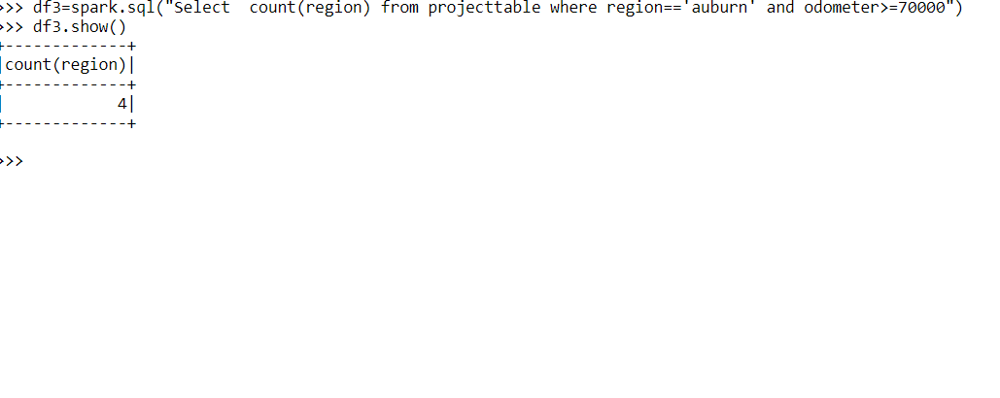 >>> df3=spark.sql("Select  count(region) from projecttable where region=='auburn' and odometer>=70000")
>>> df3.show()
+-------------+
|count(region)|
+-------------+
|            4|
+-------------+
>>>